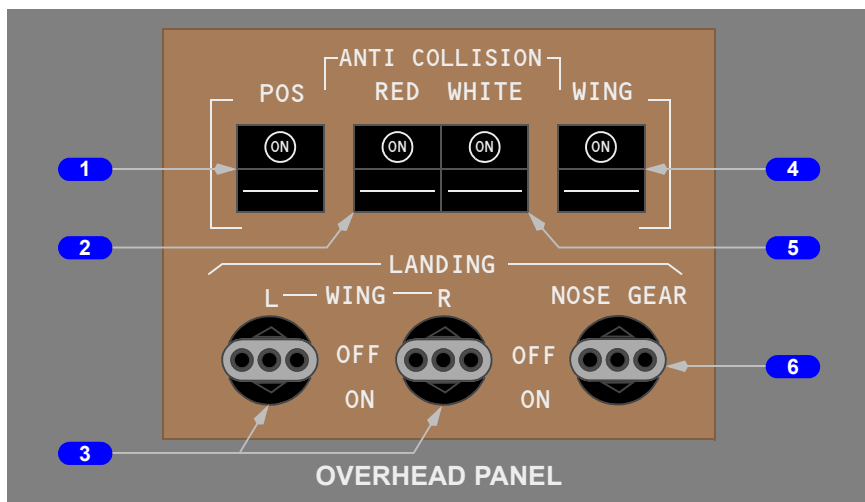 ANTI COLLISION
POS RED WHITE WING
ON ON ON ON
1 4
2 5
LANDING
L WING R NOSE GEAR
OFF OFF 6
ON ON
3
OVERHEAD PANEL